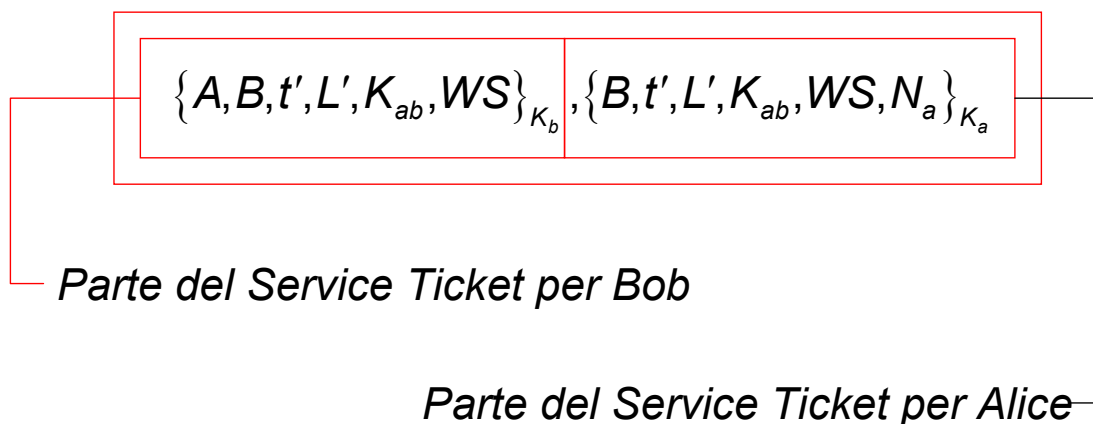 {A,B,t′,L′,K_ab,WS}_K_b,{B,t′,L′,K_ab,WS,N_a}_K_a
Parte del Service Ticket per Bob
Parte del Service Ticket per Alice